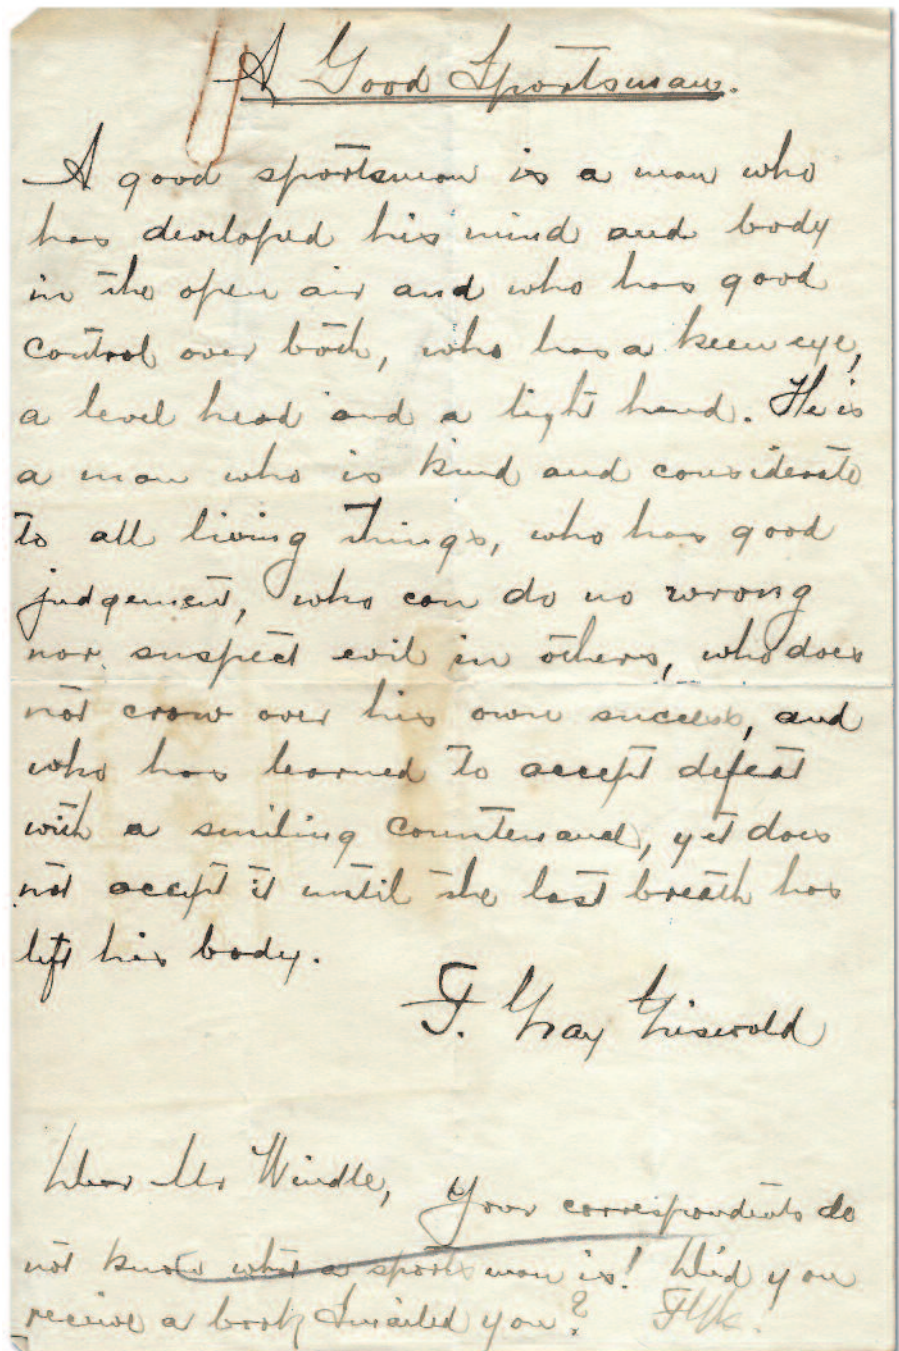 A Good Sportsman.
A good sportsman is a man who
has developed his mind and body
in the open air and who has good
control over both, who has a keen eye,
a level head and a light hand. He is
a man who is kind and considerate
to all living things, who has good
judgement, who can do no wrong
nor suspect evil in others, who does
not crow over his own success, and
who has learned to accept defeat
with a smiling countenance, yet does
not accept it until the last breath has
left his body.
F. Gray Griswold
Dear Mr Windle, Your correspondents do
not know what a sportsman is! Did you
receive a book I mailed you?